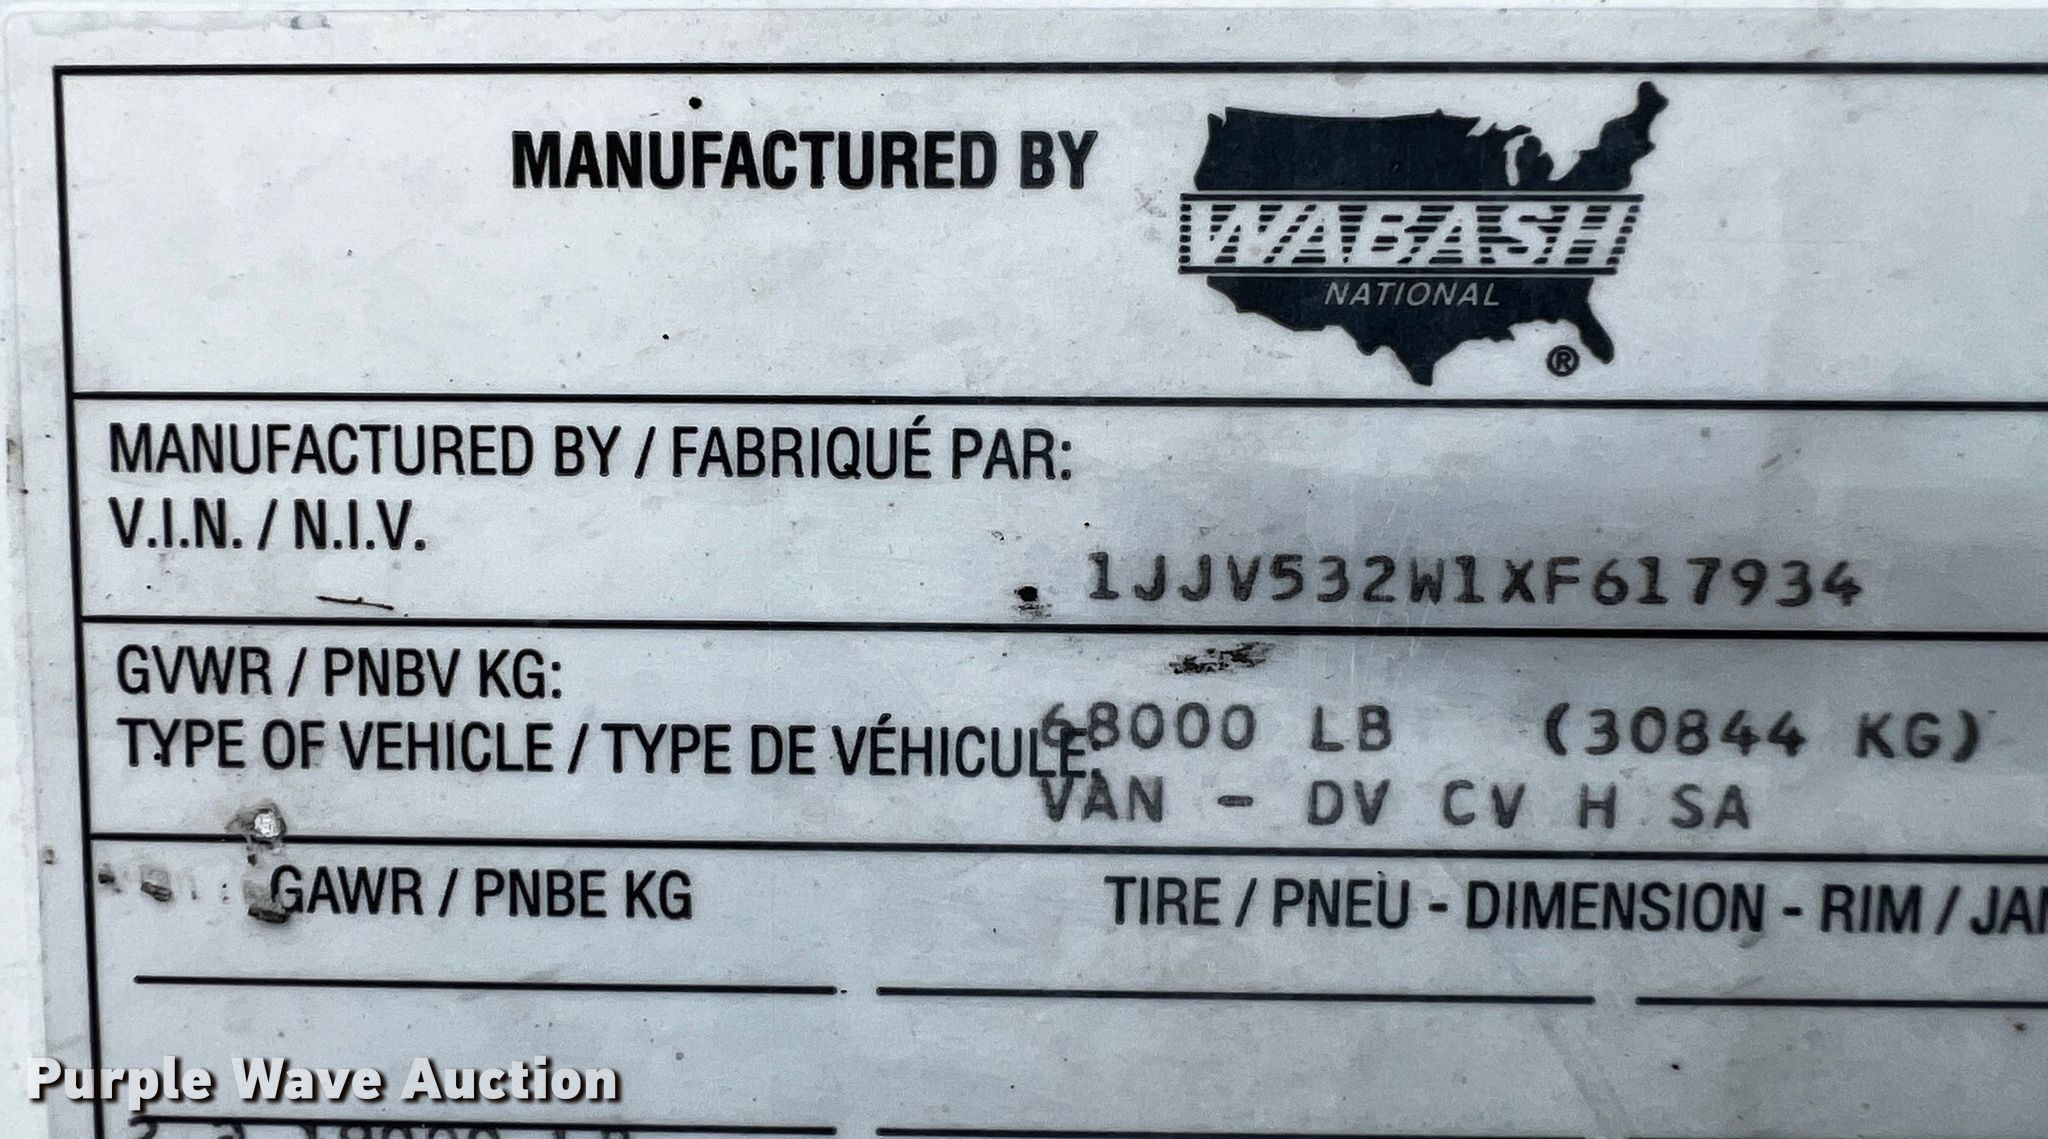 MANUFACTURED BY
WABASH
NATIONAL
®
MANUFACTURED BY / FABRIQUÉ PAR:
V.I.N. / N.I.V.
1JJV532W1XF617934
GVWR / PNBV KG:
68000 LB (30844 KG)
TYPE OF VEHICLE / TYPE DE VÉHICULE:
VAN - DV CV H SA
GAWR / PNBE KG
TIRE / PNEU - DIMENSION - RIM /
Purple Wave Auction